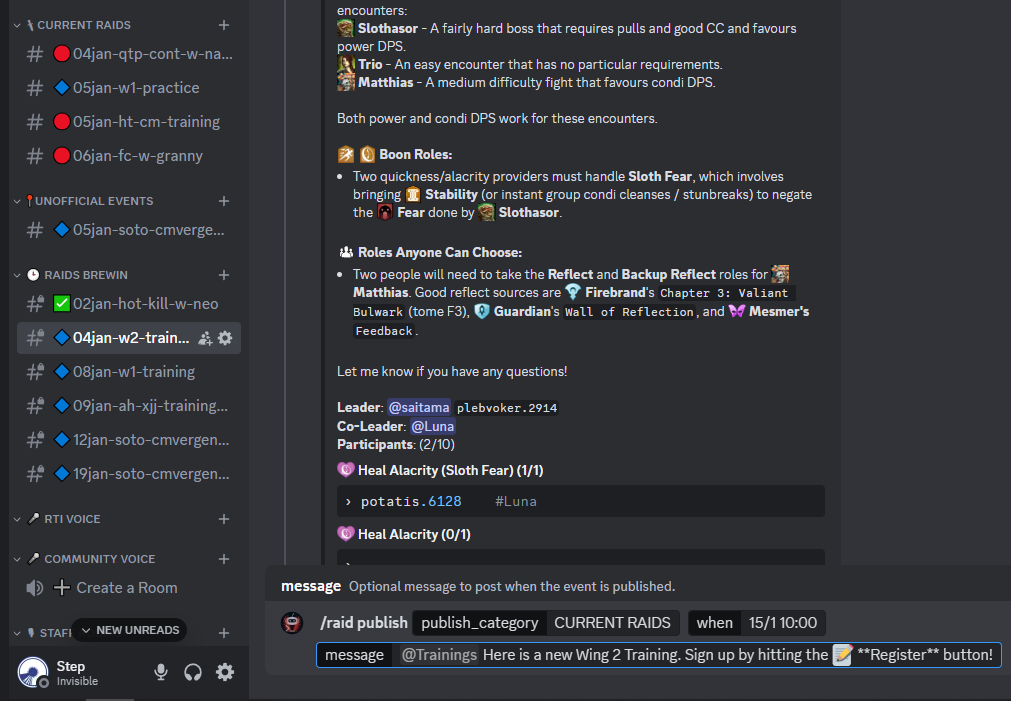 CURRENT RAIDS
04jan-qtp-cont-w-na...
05jan-w1-practice
05jan-ht-cm-training
06jan-fc-w-granny
UNOFFICIAL EVENTS
05jan-soto-cmverge...
RAIDS BREWIN
02jan-hot-kill-w-neo
04jan-w2-train...
08jan-w1-training
09jan-ah-xjj-training...
12jan-soto-cmvergen...
19jan-soto-cmvergen...
RTI VOICE
COMMUNITY VOICE
Create a Room
STAFF
NEW UNREADS
Step
Invisible
encounters:
Slothasor - A fairly hard boss that requires pulls and good CC and favours
power DPS.
Trio - An easy encounter that has no particular requirements.
Matthias - A medium difficulty fight that favours condi DPS.
Both power and condi DPS work for these encounters.
Boon Roles:
• Two quickness/alacrity providers must handle Sloth Fear, which involves
bringing Stability (or instant group condi cleanses / stunbreaks) to negate
the Fear done by Slothasor.
Roles Anyone Can Choose:
• Two people will need to take the Reflect and Backup Reflect roles for
Matthias. Good reflect sources are Firebrand's Chapter 3: Valiant
Bulwark (tome F3), Guardian's Wall of Reflection, and Mesmer's
Feedback.
Let me know if you have any questions!
Leader: @saitama plebvoker.2914
Co-Leader: @Luna
Participants: (2/10)
Heal Alacrity (Sloth Fear) (1/1)
› potatis.6128 #Luna
Heal Alacrity (0/1)
message Optional message to post when the event is published.
/raid publish publish_category CURRENT RAIDS when 15/1 10:00
message @Trainings Here is a new Wing 2 Training. Sign up by hitting the 📝 **Register** button!